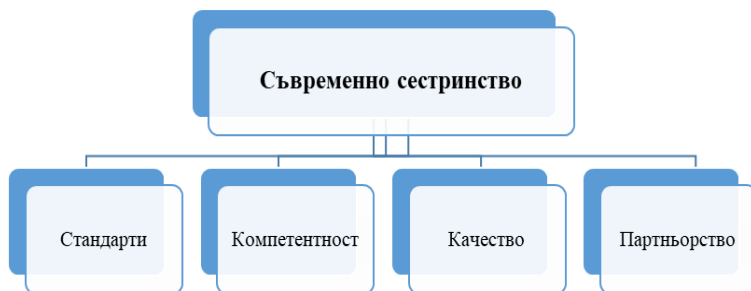 Съвременно сестринство
Стандарти
Компетентност
Качество
Партньорство